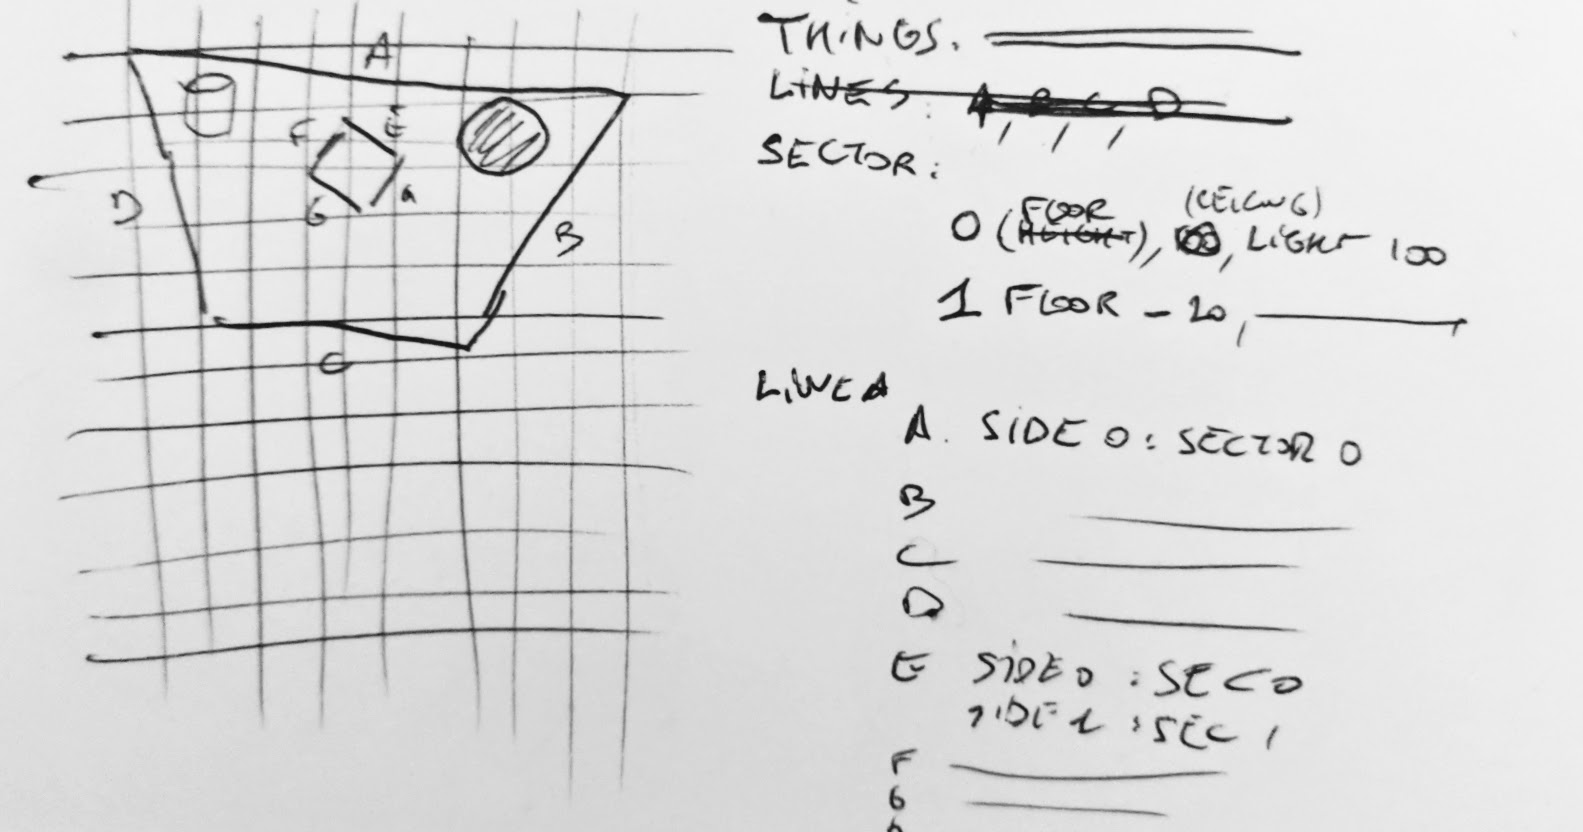 A
F
E
G
D
B
C
THINGS.
LINES: A B C D
, , ,
SECTOR:
(CEILING)
FLOOR
0 (HEIGHT), , LIGHT 100
1 FLOOR - 20,
LINEA
A. SIDE 0: SECTOR 0
B
C
D
E SIDE 0: SEC 0
SIDE 1: SEC 1
F
G